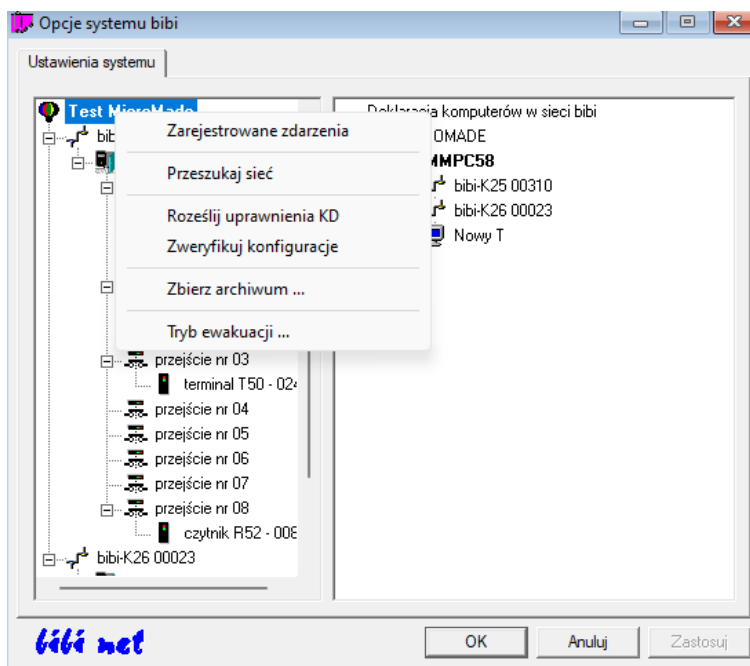 Opcje systemu bibi
Ustawienia systemu
Test MicroMade
Zarejestrowane zdarzenia
Przeszukaj sieć
Roześlij uprawnienia KD
Zweryfikuj konfiguracje
Zbierz archiwum ...
Tryb ewakuacji ...
przejście nr 03
terminal T50 - 024
przejście nr 04
przejście nr 05
przejście nr 06
przejście nr 07
przejście nr 08
czytnik R52 - 008
bibi-K26 00023
Deklaracja komputerów w sieci bibi
OMADE
MMPC58
bibi-K25 00310
bibi-K26 00023
Nowy T
bibi net
OK
Anuluj
Zastosuj